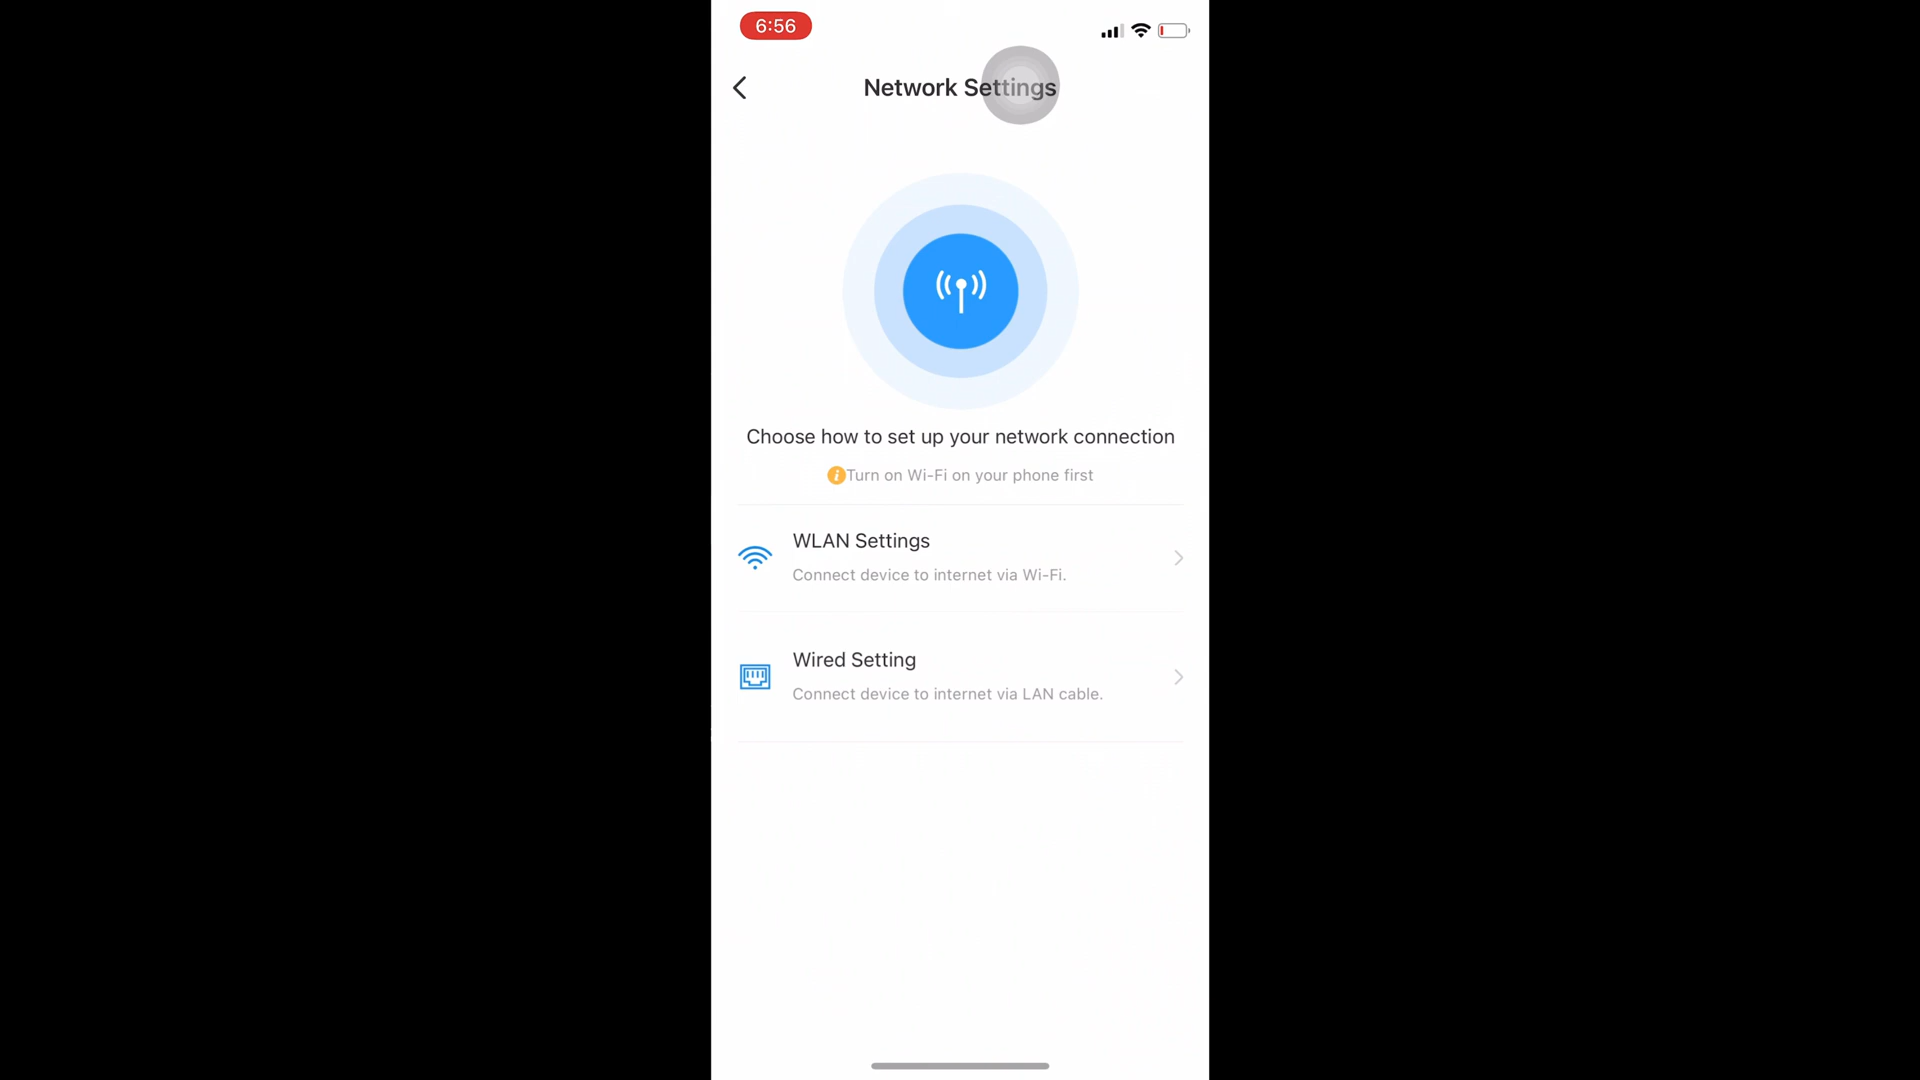 6:56
Network Settings
Choose how to set up your network connection
Turn on Wi-Fi on your phone first
WLAN Settings
Connect device to internet via Wi-Fi.
Wired Setting
Connect device to internet via LAN cable.